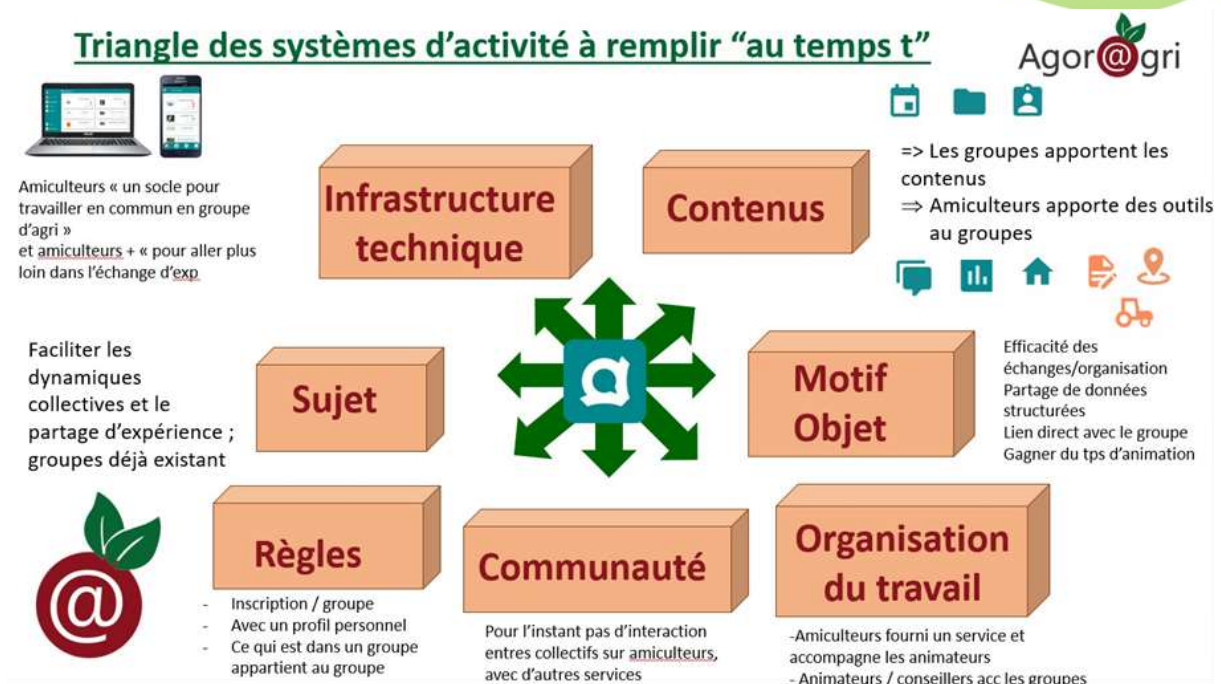 Triangle des systèmes d’activité à remplir “au temps t”
Agor@gri
Amiculteurs « un socle pour
travailler en commun en groupe
d’agri »
et amiculteurs + « pour aller plus
loin dans l’échange d’exp
Infrastructure
technique
Contenus
=> Les groupes apportent les
contenus
⇒ Amiculteurs apporte des outils
au groupes
Faciliter les
dynamiques
collectives et le
partage d’expérience ;
groupes déjà existant
Sujet
Motif
Objet
Efficacité des
échanges/organisation
Partage de données
structurées
Lien direct avec le groupe
Gagner du tps d’animation
@
Règles
- Inscription / groupe
- Avec un profil personnel
- Ce qui est dans un groupe
appartient au groupe
Communauté
Pour l’instant pas d’interaction
entres collectifs sur amiculteurs,
avec d’autres services
Organisation
du travail
-Amiculteurs fourni un service et
accompagne les animateurs
- Animateurs / conseillers acc les groupes